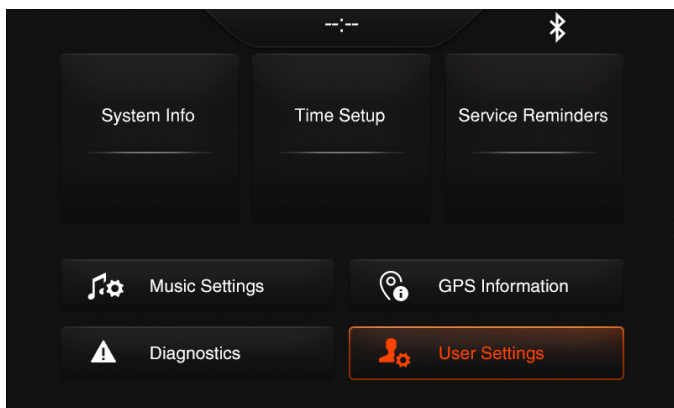 --:--
System Info
Time Setup
Service Reminders
Music Settings
GPS Information
Diagnostics
User Settings